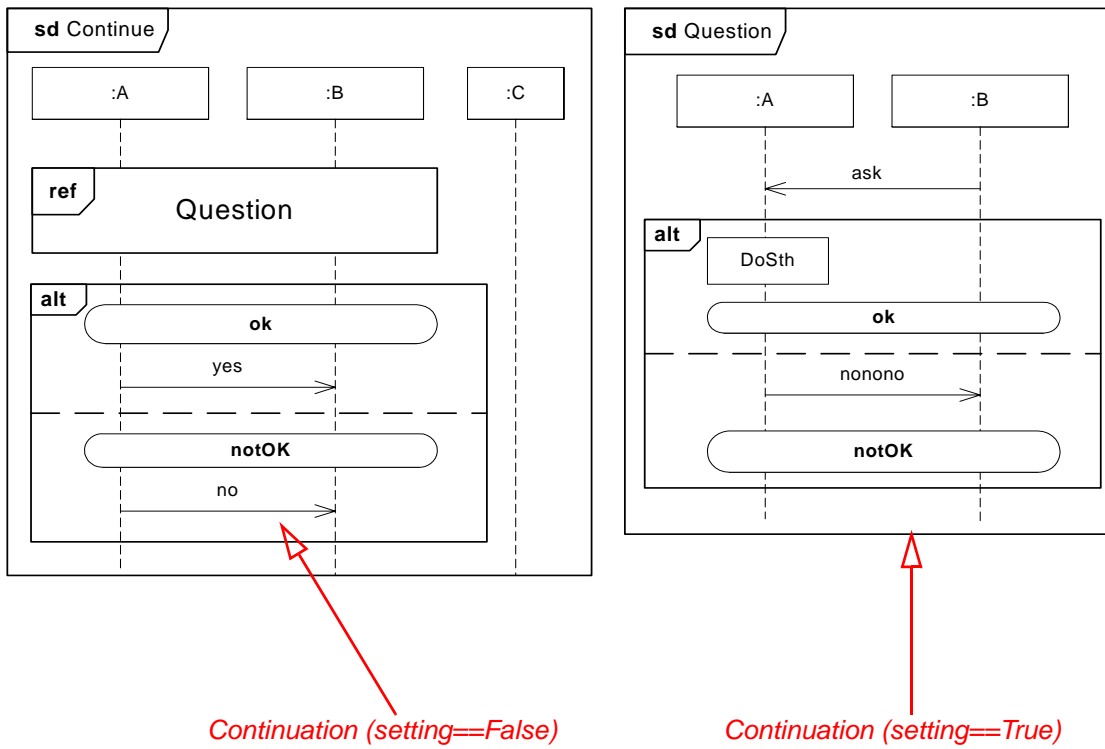 sd Continue
:A
:B
:C
ref
Question
alt
ok
yes
notOK
no
Continuation (setting==False)
sd Question
:A
:B
ask
alt
DoSth
ok
nonono
notOK
Continuation (setting==True)